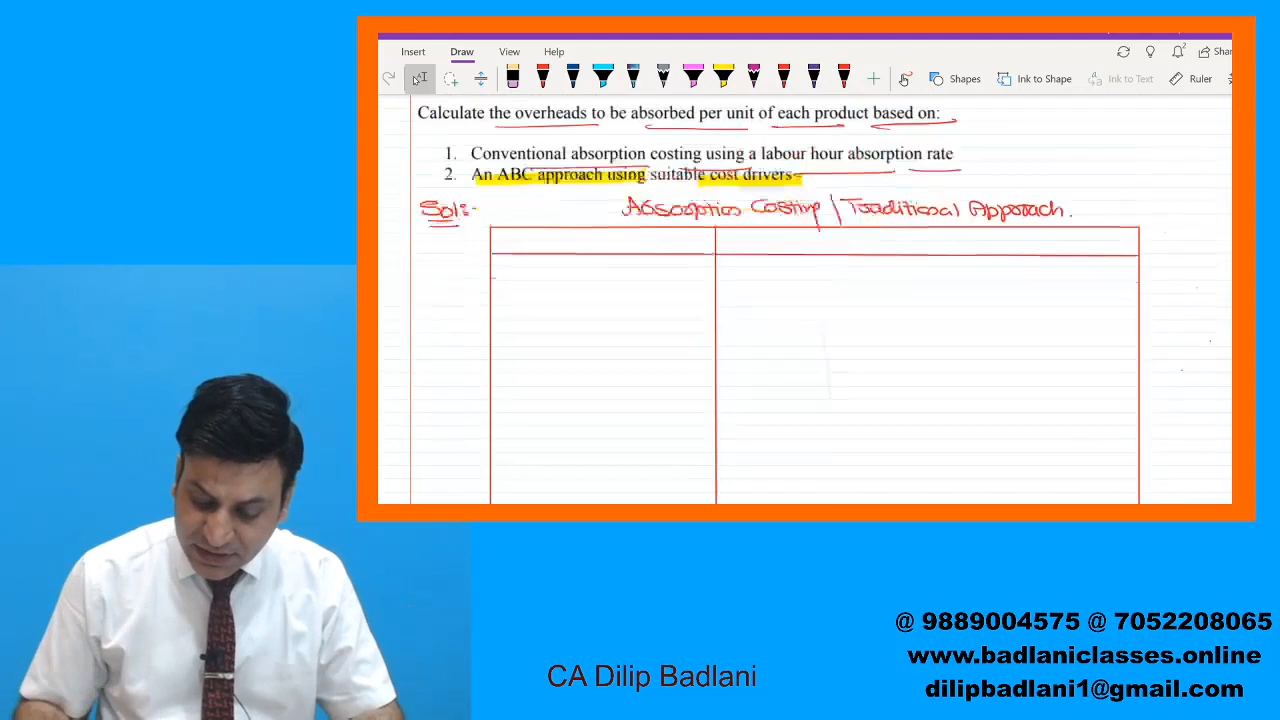 Insert Draw View Help Shar
Shapes Ink to Shape Ink to Text Ruler
Calculate the overheads to be absorbed per unit of each product based on:
1. Conventional absorption costing using a labour hour absorption rate
2. An ABC approach using suitable cost drivers
Sol:- Absorption Costing / Traditional Approach.
@ 9889004575 @ 7052208065
www.badlaniclasses.online
CA Dilip Badlani
dilipbadlani1@gmail.com